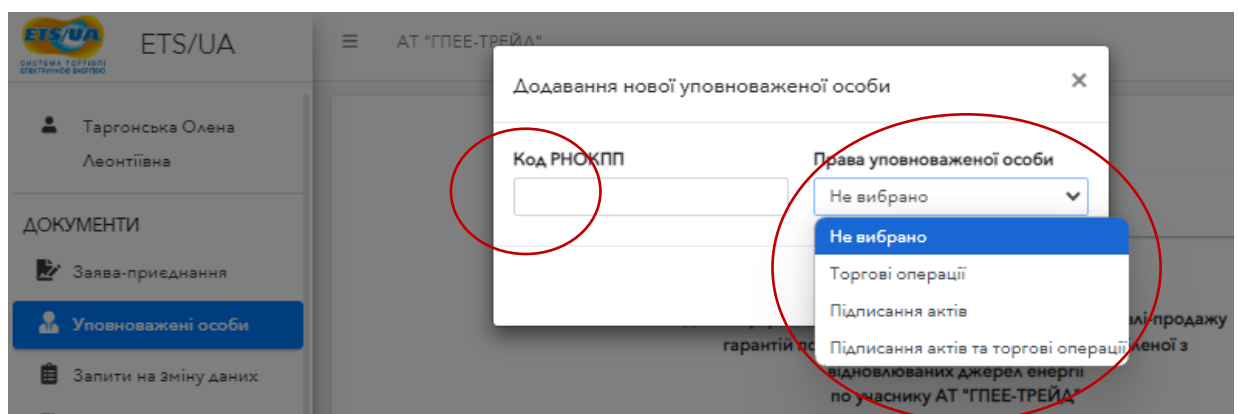 ETS/UA
СИСТЕМА ТОРГІВЛІ
ЕЛЕКТРИЧНОЮ ЕНЕРГІЄЮ
ETS/UA
АТ "ГПЕЕ-ТРЕЙД"
Таргонська Олена
Леонтіївна
ДОКУМЕНТИ
Заява-приєднання
Уповноважені особи
Запити на зміну даних
Додавання нової уповноваженої особи
×
Код РНОКПП
Права уповноваженої особи
Не вибрано
Не вибрано
Торгові операції
Підписання актів
Підписання актів та торгові операції
влі-продажу
гарантій по
леної з
відновлюваних джерел енергії
по учаснику АТ "ГПЕЕ-ТРЕЙД"